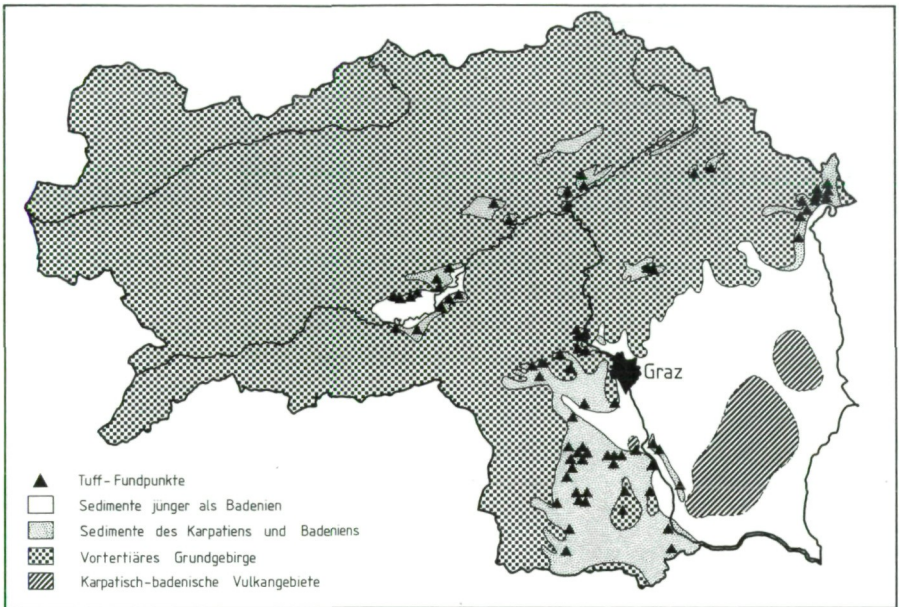 Graz
Tuff-Fundpunkte
Sedimente jünger als Badenien
Sedimente des Karpatiens und Badeniens
Vortertiäres Grundgebirge
Karpatisch-badenische Vulkangebiete